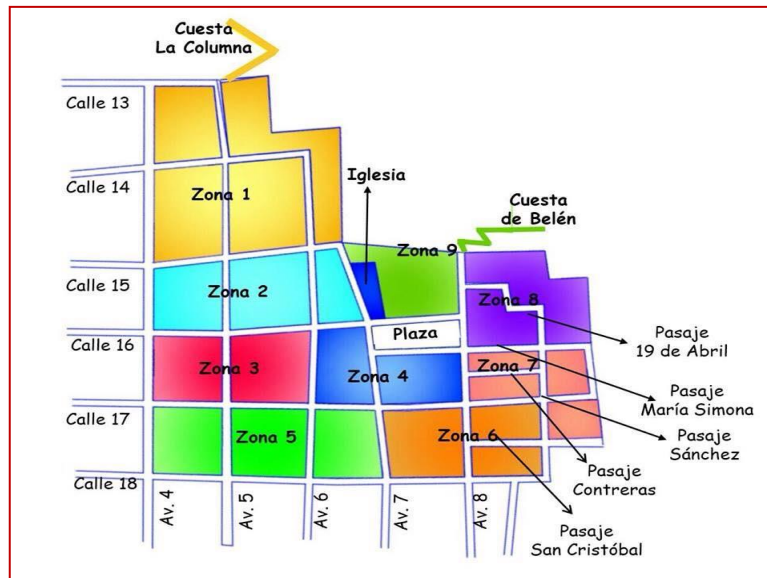 Cuesta
La Columna
Calle 13
Calle 14
Zona 1
Iglesia
Cuesta
de Belén
Zona 9
Calle 15
Zona 2
Zona 8
Plaza
Pasaje
19 de Abril
Calle 16
Zona 3
Zona 4
Zona 7
Pasaje
María Simona
Calle 17
Zona 5
Zona 6
Pasaje
Sánchez
Pasaje
Contreras
Calle 18
Av. 4
Av. 5
Av. 6
Av. 7
Av. 8
Pasaje
San Cristóbal